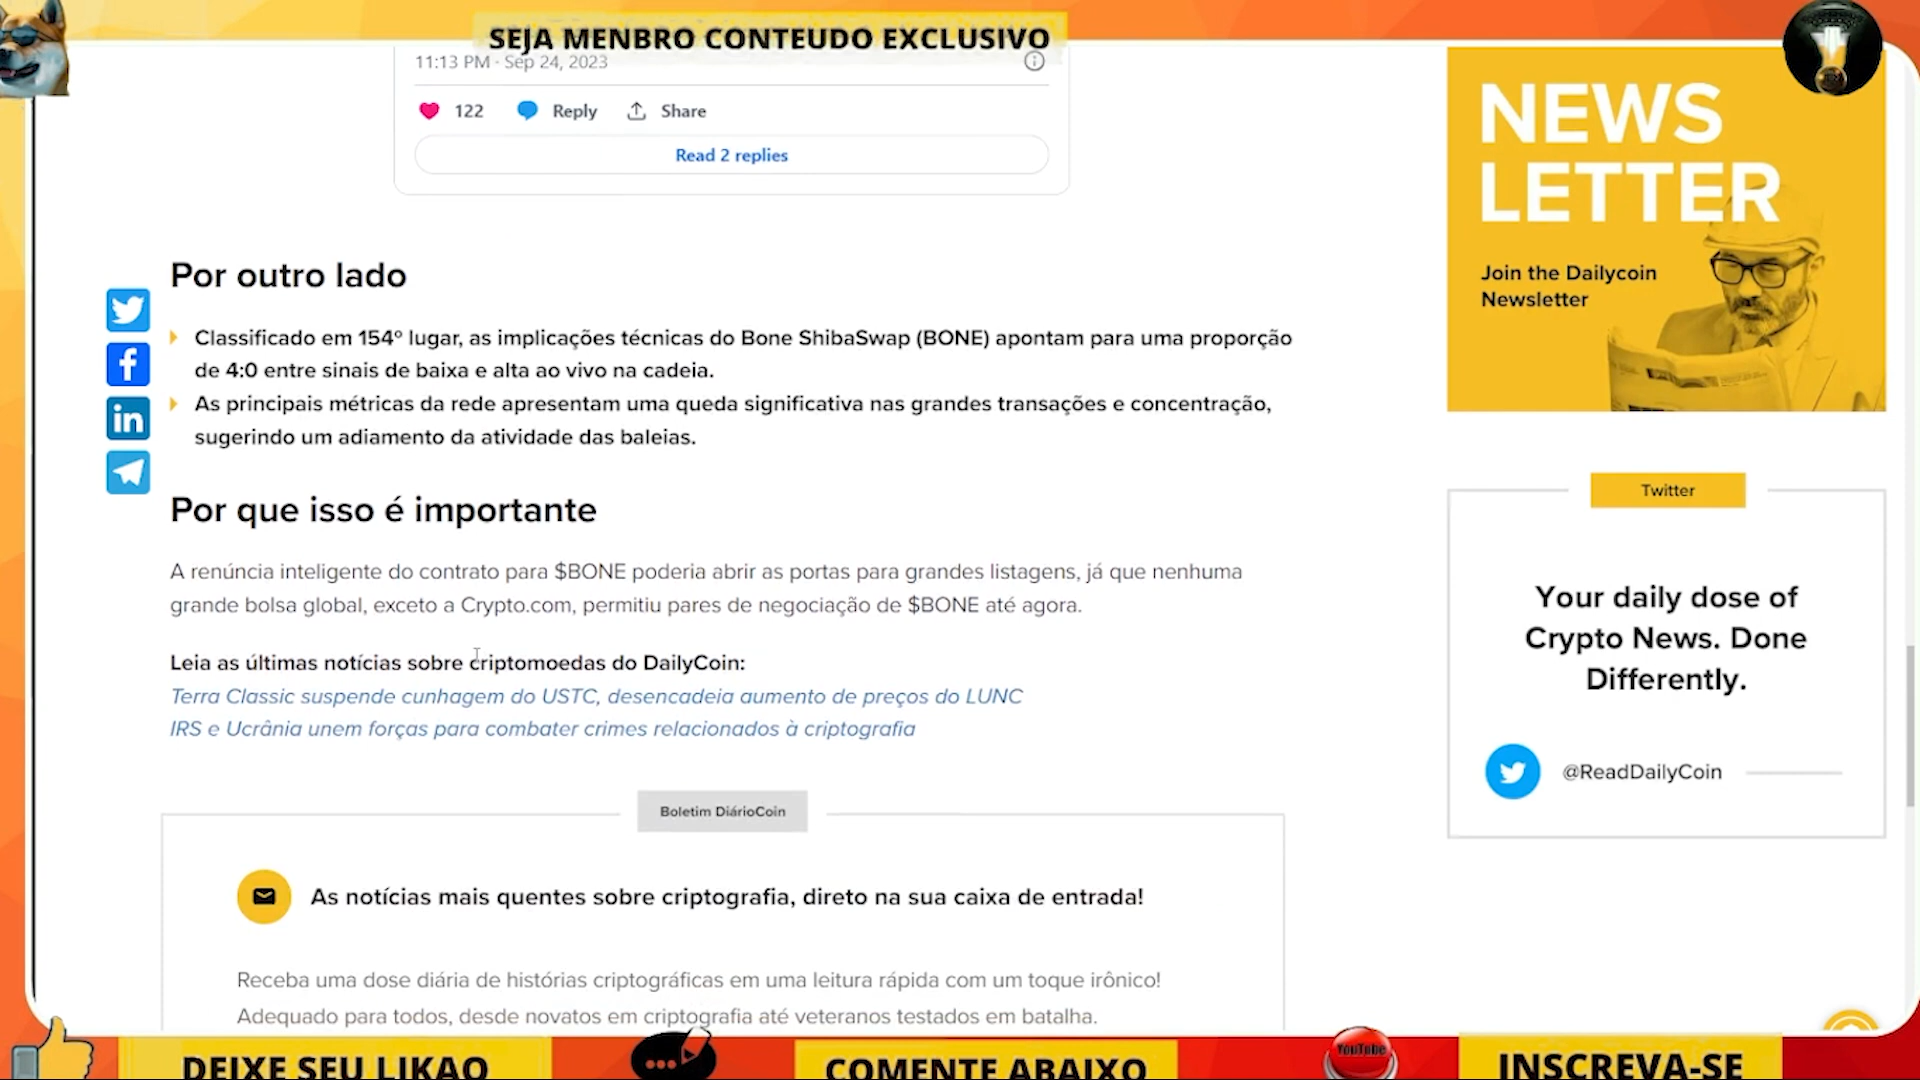 SEJA MENBRO CONTEUDO EXCLUSIVO
11:13 PM · Sep 24, 2023
122 Reply Share
Read 2 replies
NEWS
LETTER
Join the Dailycoin
Newsletter
Por outro lado
Classificado em 154º lugar, as implicações técnicas do Bone ShibaSwap (BONE) apontam para uma proporção
de 4:0 entre sinais de baixa e alta ao vivo na cadeia.
As principais métricas da rede apresentam uma queda significativa nas grandes transações e concentração,
sugerindo um adiamento da atividade das baleias.
Por que isso é importante
A renúncia inteligente do contrato para $BONE poderia abrir as portas para grandes listagens, já que nenhuma
grande bolsa global, exceto a Crypto.com, permitiu pares de negociação de $BONE até agora.
Leia as últimas notícias sobre criptomoedas do DailyCoin:
Terra Classic suspende cunhagem do USTC, desencadeia aumento de preços do LUNC
IRS e Ucrânia unem forças para combater crimes relacionados à criptografia
Twitter
Your daily dose of
Crypto News. Done
Differently.
@ReadDailyCoin
Boletim DiárioCoin
As notícias mais quentes sobre criptografia, direto na sua caixa de entrada!
Receba uma dose diária de histórias criptográficas em uma leitura rápida com um toque irônico!
Adequado para todos, desde novatos em criptografia até veteranos testados em batalha.
DEIXE SEU LIKAO
COMENTE ABAIXO
YouTube
INSCREVA-SE